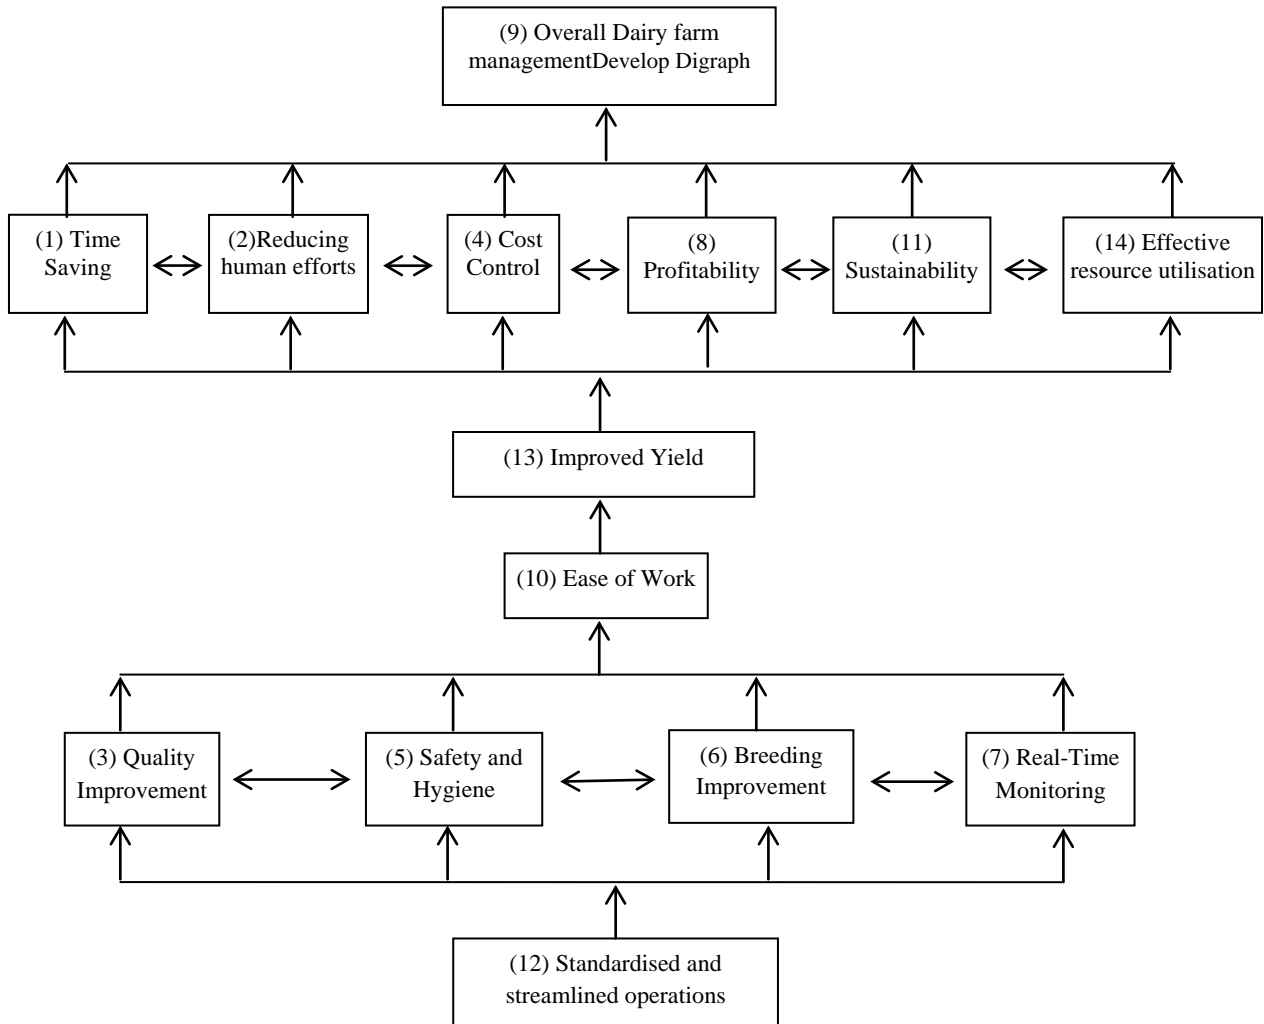 (9) Overall Dairy farm
managementDevelop Digraph
(1) Time
Saving
(2)Reducing
human efforts
(4) Cost
Control
(8)
Profitability
(11)
Sustainability
(14) Effective
resource utilisation
(13) Improved Yield
(10) Ease of Work
(3) Quality
Improvement
(5) Safety and
Hygiene
(6) Breeding
Improvement
(7) Real-Time
Monitoring
(12) Standardised and
streamlined operations